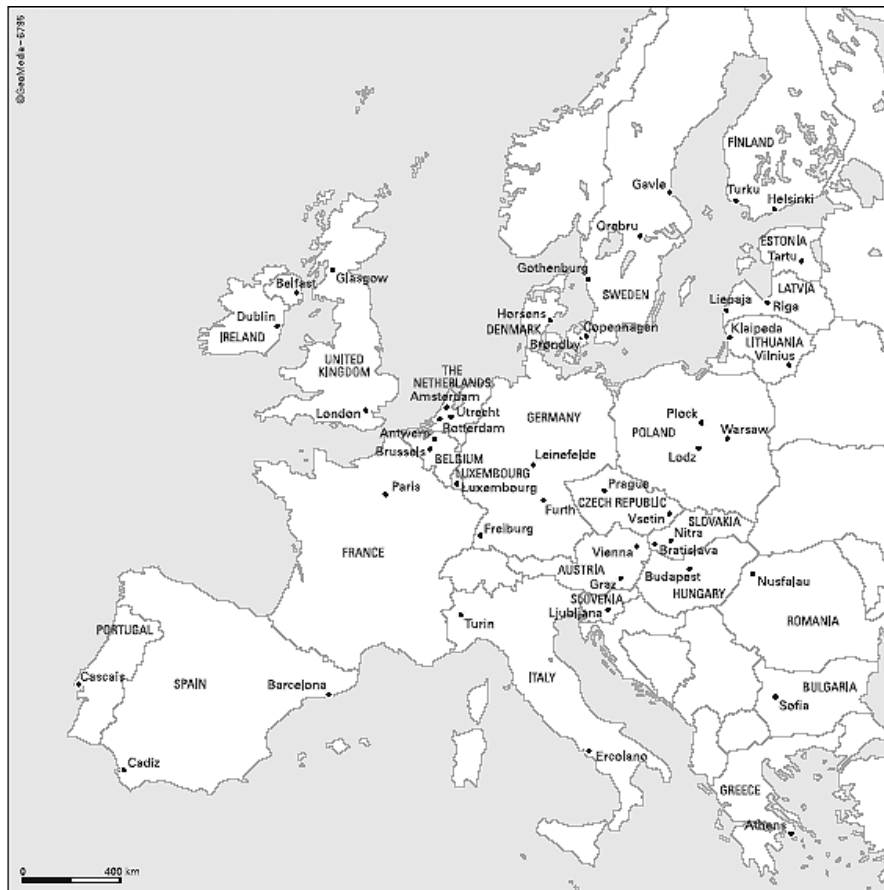 ©GeoMedia-6795
FINLAND
Gavle
Turku
Helsinki
Orebru
ESTONIA
Tartu
Gothenburg
Belfast
Glasgow
LATVIA
SWEDEN
Liepaja
Riga
Dublin
Horsens
IRELAND
DENMARK
Copenhagen
Klaipeda
Brøndby
LITHUANIA
Vilnius
UNITED
KINGDOM
THE
NETHERLANDS
Amsterdam
London
Utrecht
GERMANY
Plock
Rotterdam
POLAND
Warsaw
Antwerp
Brussels
BELGIUM
Leinefelde
Lodz
LUXEMBOURG
Luxembourg
Paris
Prague
CZECH REPUBLIC
Furth
Vsetin
SLOVAKIA
Freiburg
Nitra
FRANCE
Vienna
Bratislava
AUSTRIA
Budapest
Graz
Nusfalau
HUNGARY
SLOVENIA
Ljubljana
Turin
ROMANIA
PORTUGAL
Cascais
SPAIN
Barcelona
ITALY
BULGARIA
Sofia
Cadiz
Ercolano
GREECE
Athens
0 400 km